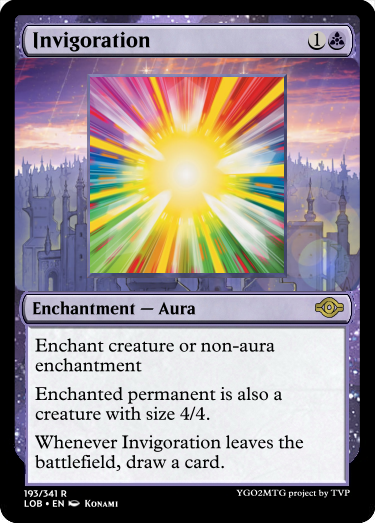 Invigoration 1
Enchantment — Aura
Enchant creature or non-aura
enchantment
Enchanted permanent is also a
creature with size 4/4.
Whenever Invigoration leaves the
battlefield, draw a card.
193/341 R
LOB • EN Konami
YGO2MTG project by TVP